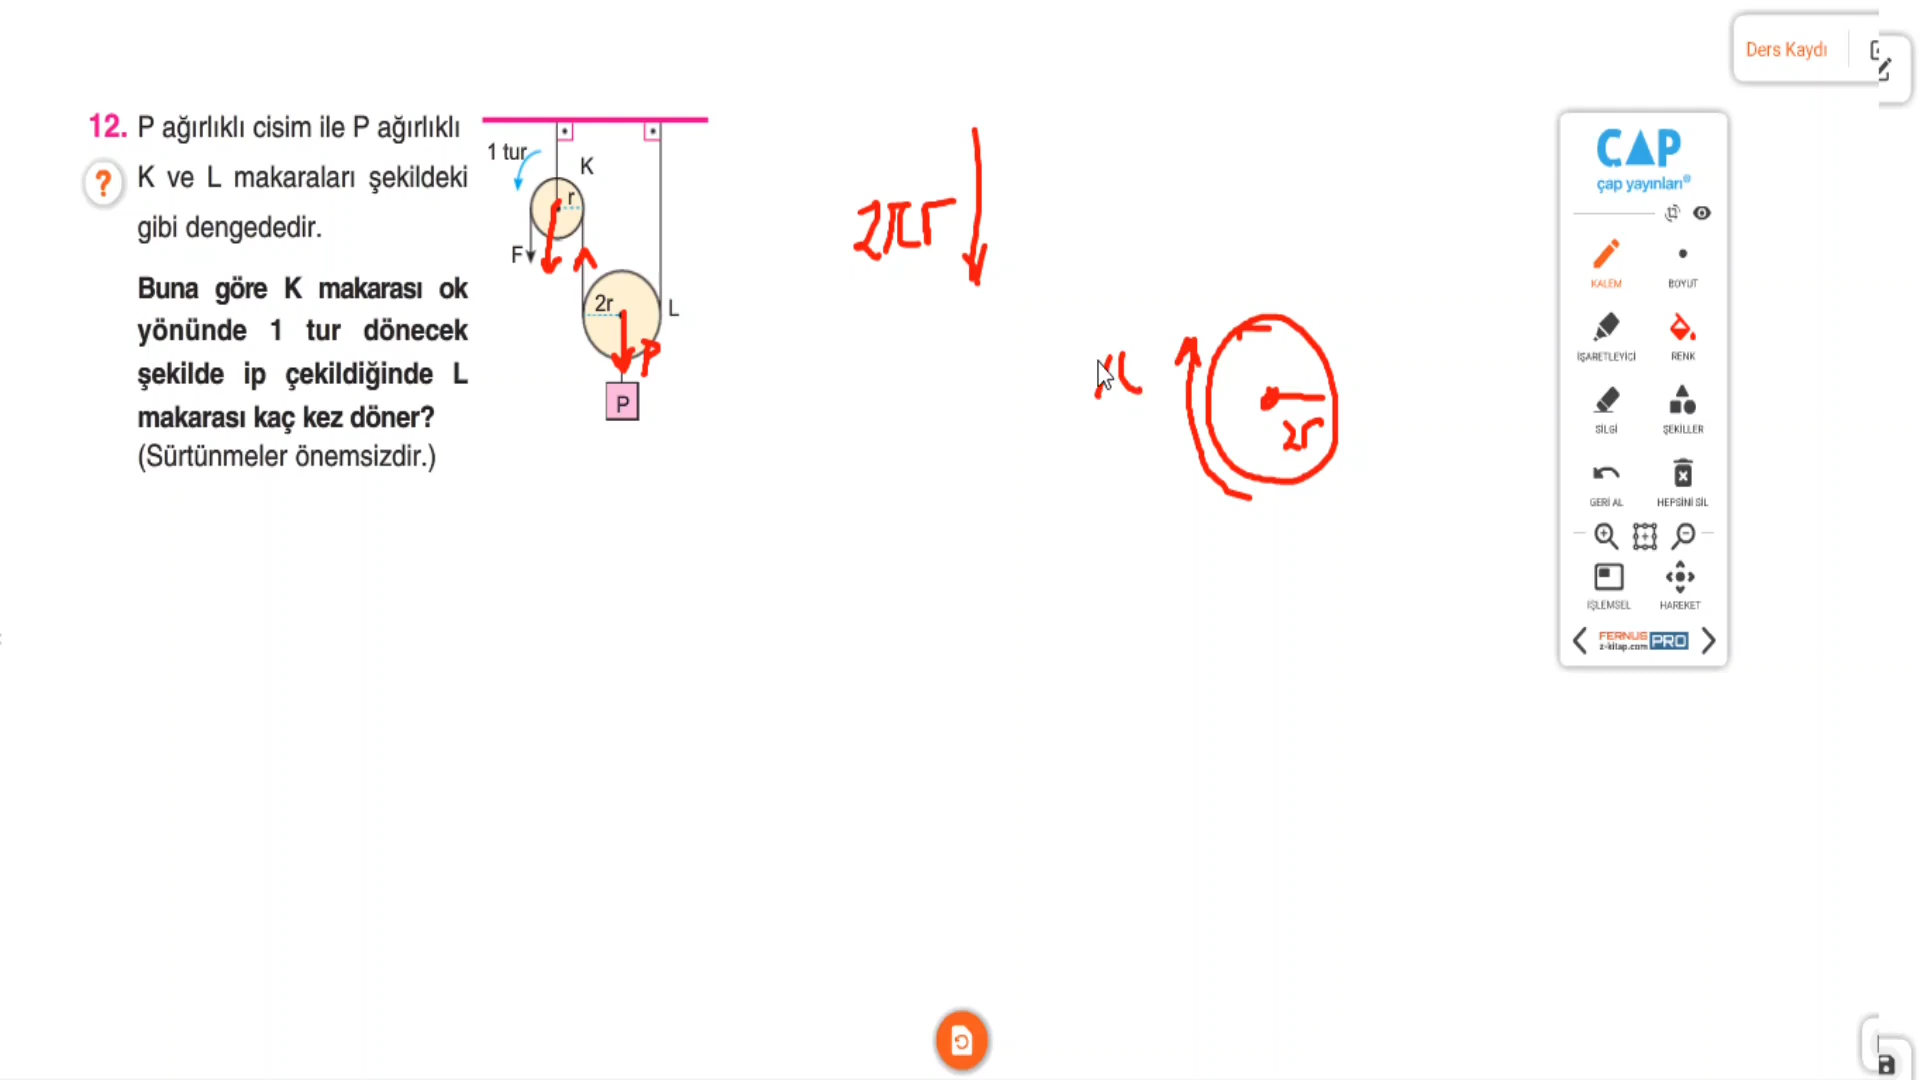 Ders Kaydı
12. P ağırlıklı cisim ile P ağırlıklı
K ve L makaraları şekildeki
gibi dengededir.
Buna göre K makarası ok
yönünde 1 tur dönecek
şekilde ip çekildiğinde L
makarası kaç kez döner?
(Sürtünmeler önemsizdir.)
?
1 tur
K
r
F
2r
L
P
P
2πr
2r
ÇAP
çap yayınları®
KALEM
BOYUT
İŞARETLEYİCİ
RENK
SİLGİ
ŞEKİLLER
GERİ AL
HEPSİNİ SİL
İŞLEMSEL
HAREKET
FERNUS PRO
z-kitap.com